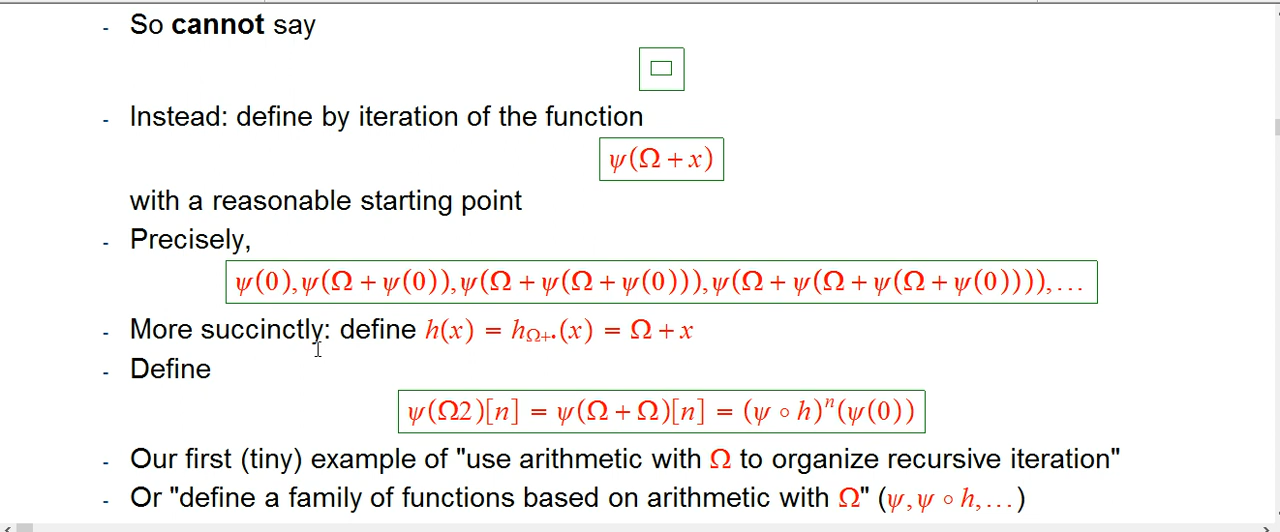 - So cannot say
□
- Instead: define by iteration of the function
ψ(Ω + x)
with a reasonable starting point
- Precisely,
ψ(0), ψ(Ω + ψ(0)), ψ(Ω + ψ(Ω + ψ(0))), ψ(Ω + ψ(Ω + ψ(Ω + ψ(0)))), …
- More succinctly: define h(x) = h_{Ω+•}(x) = Ω + x
- Define
ψ(Ω2)[n] = ψ(Ω + Ω)[n] = (ψ ∘ h)ⁿ(ψ(0))
- Our first (tiny) example of "use arithmetic with Ω to organize recursive iteration"
- Or "define a family of functions based on arithmetic with Ω" (ψ, ψ ∘ h, …)